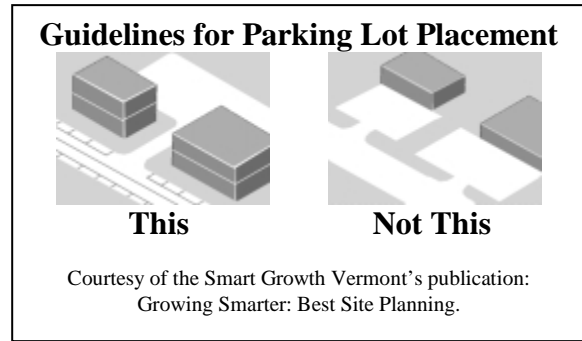 Guidelines for Parking Lot Placement
This
Not This
Courtesy of the Smart Growth Vermont’s publication:
Growing Smarter: Best Site Planning.